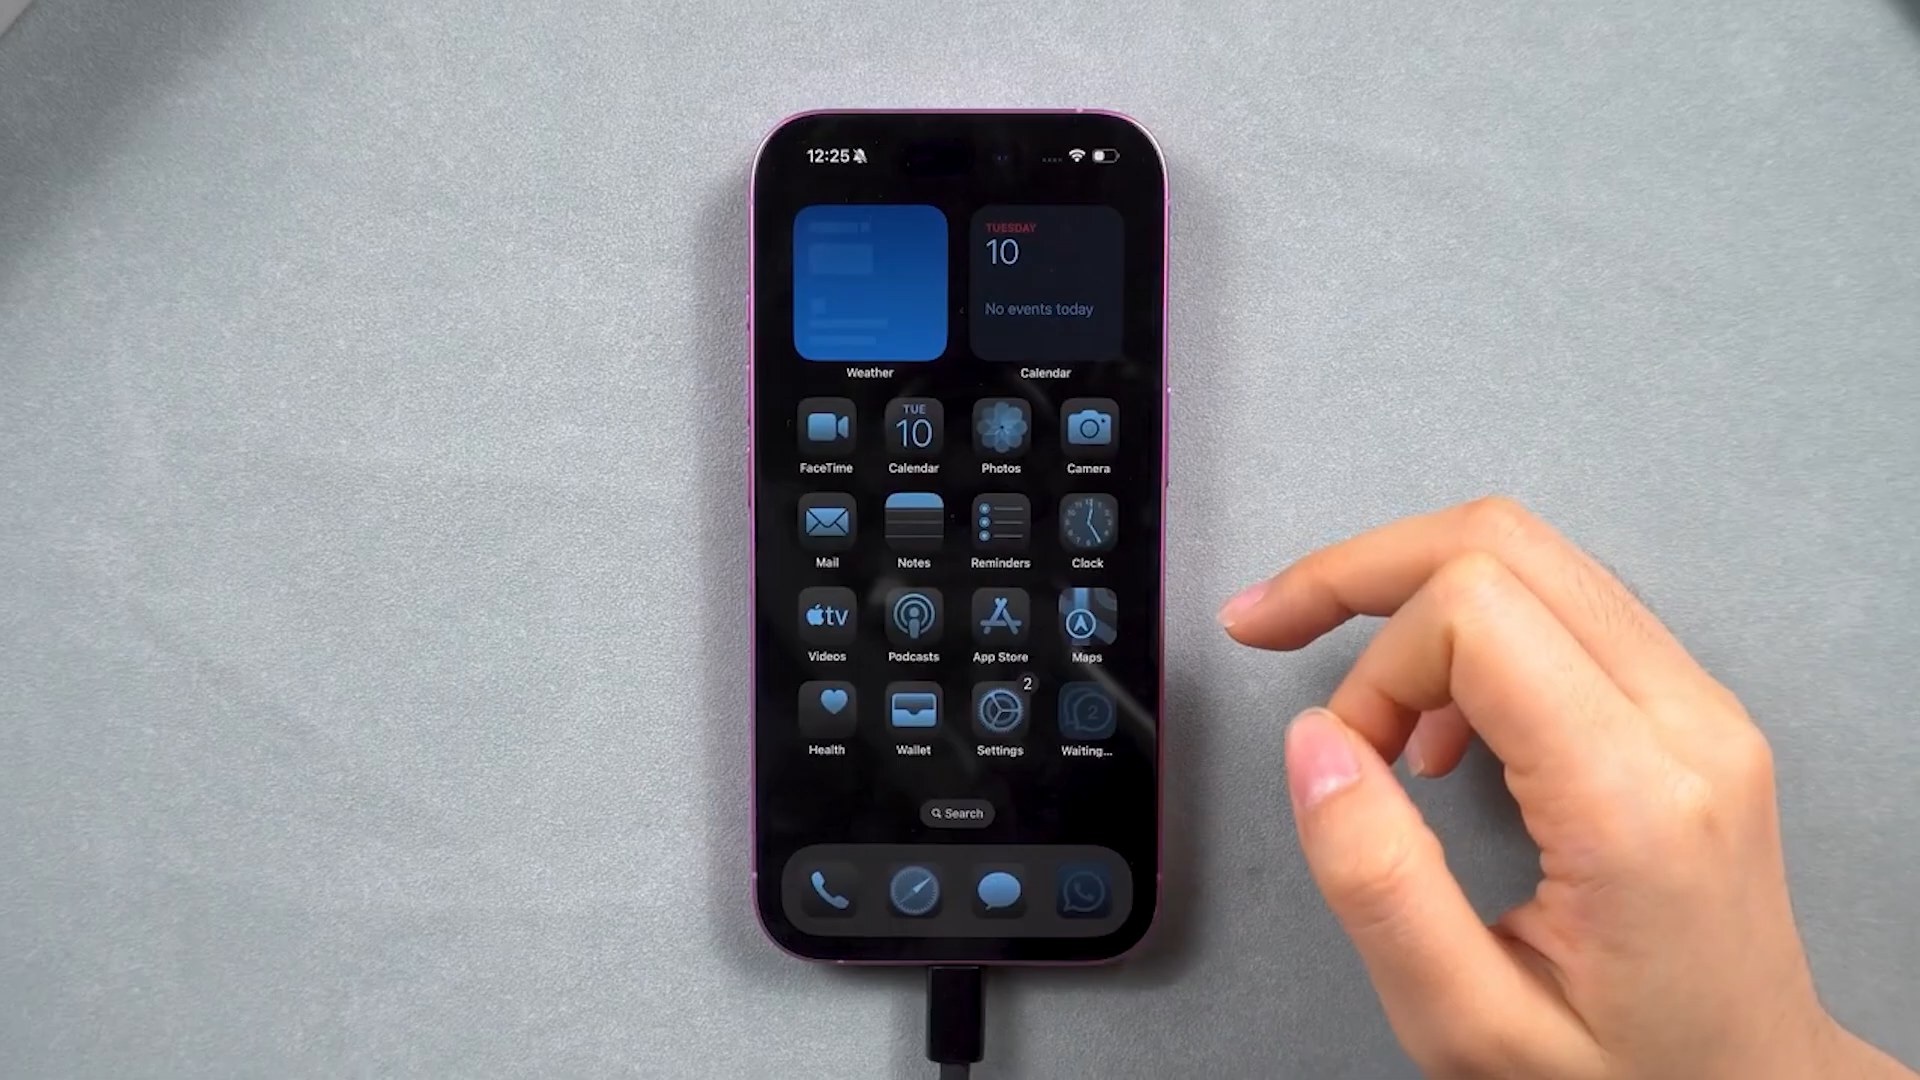 12:25
TUESDAY
10
No events today
Weather
Calendar
TUE
10
FaceTime
Calendar
Photos
Camera
Mail
Notes
Reminders
Clock
tv
Videos
Podcasts
App Store
Maps
2
2
Health
Wallet
Settings
Waiting...
Search